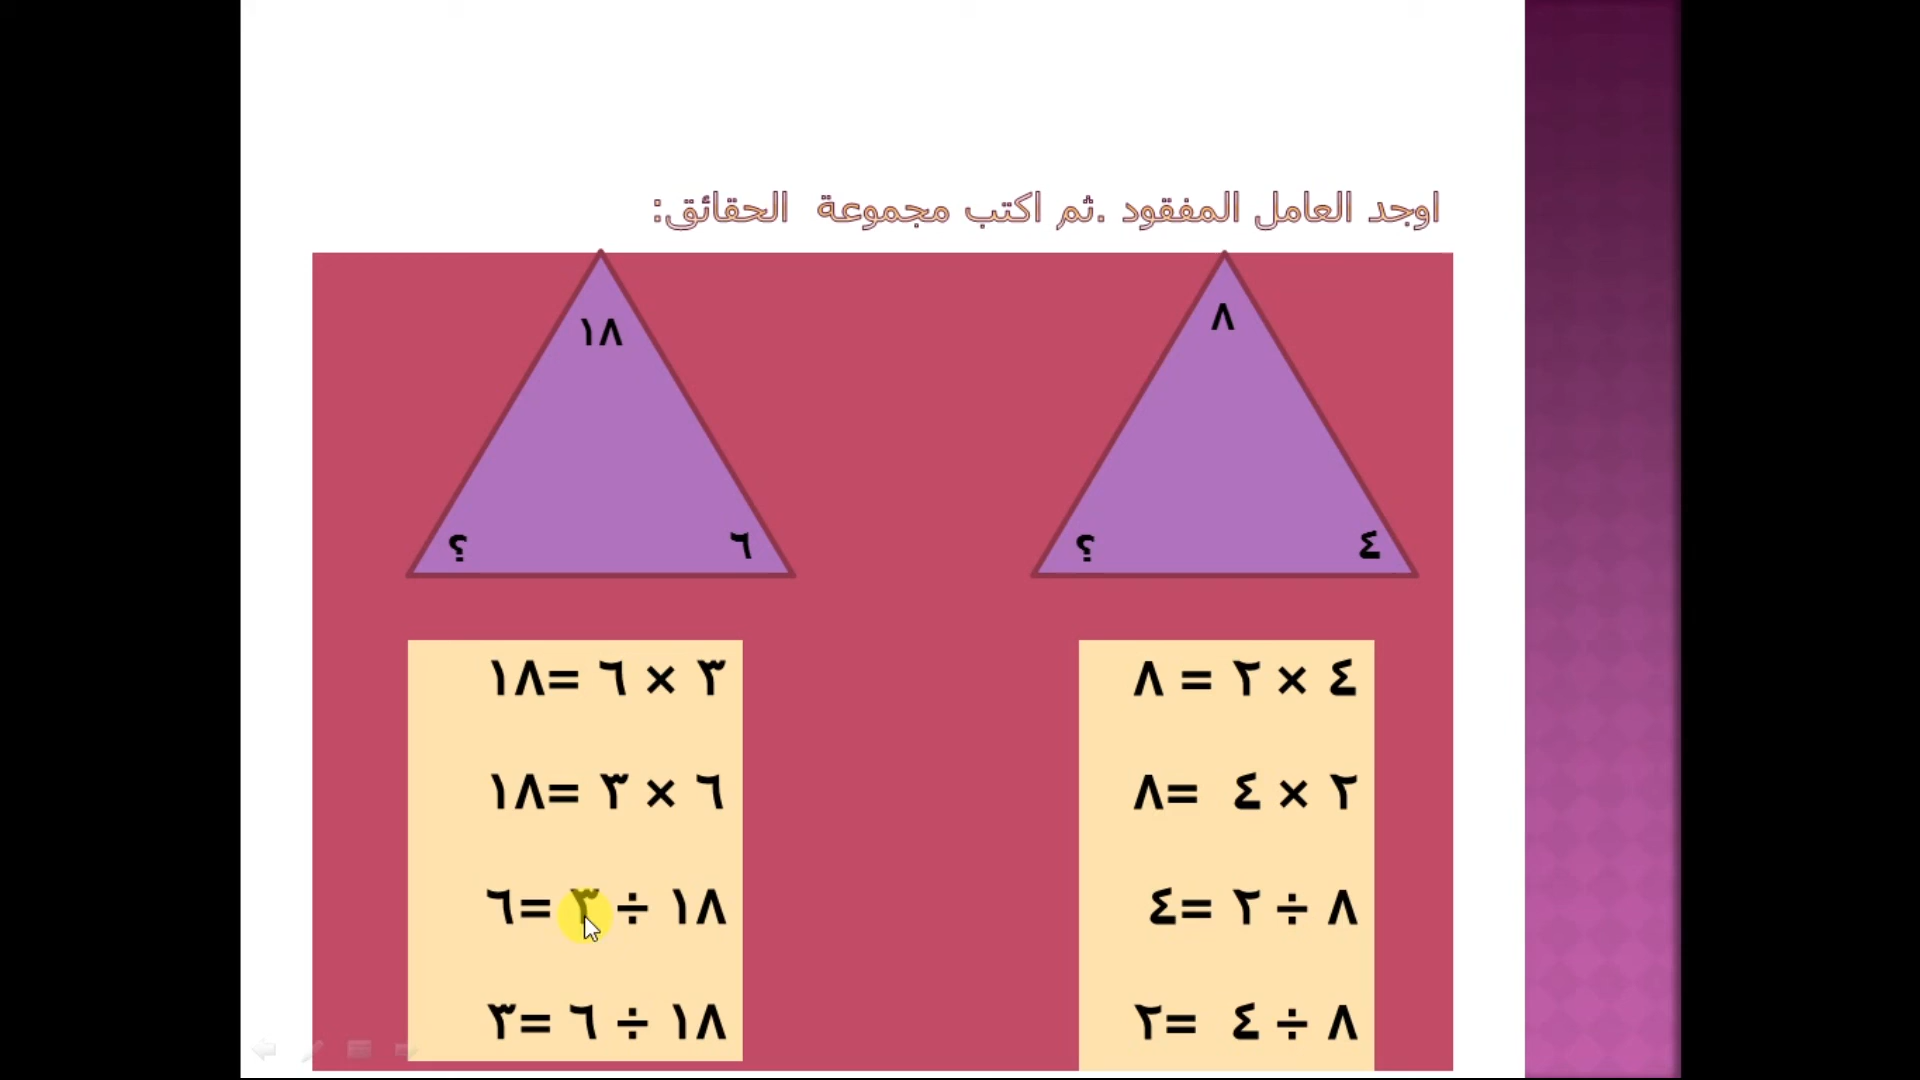 اوجد العامل المفقود .ثم اكتب مجموعة الحقائق:
٨
٤
؟
١٨
٦
؟
٤ × ٢ = ٨
٢ × ٤ =٨
٨ ÷ ٢ =٤
٨ ÷ ٤ =٢
٣ × ٦ =١٨
٦ × ٣ =١٨
١٨ ÷ ٣ =٦
١٨ ÷ ٦ =٣